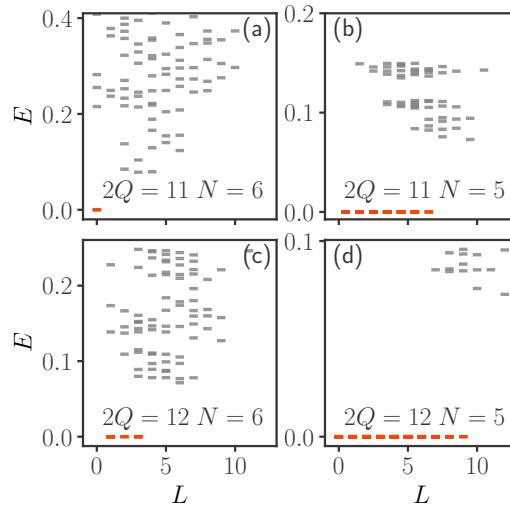 0.4
(a)
E
0.2
0.0
2Q = 11 N = 6
0.2
(b)
0.1
0.0
2Q = 11 N = 5
(c)
E
0.2
0.0
2Q = 12 N = 6
0 5 10
L
0.1
(d)
0.0
2Q = 12 N = 5
0 5 10
L